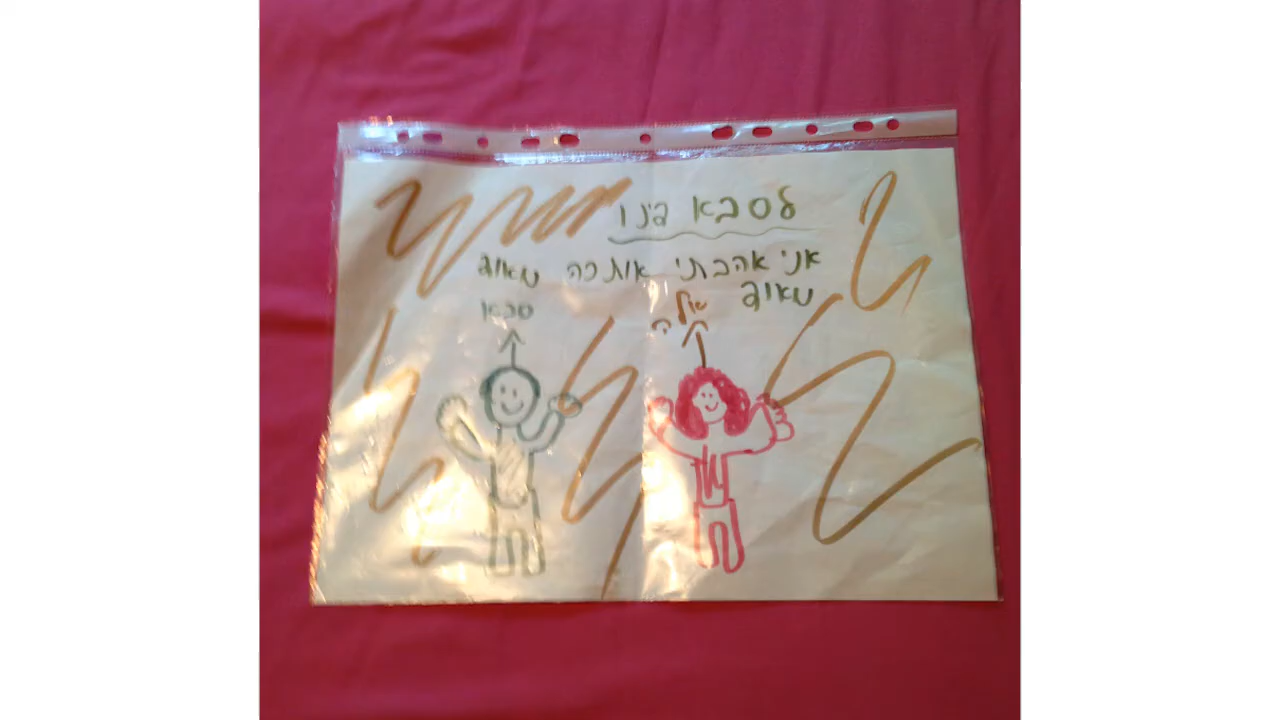 לסבא בנו
אני אהבתי אותכה מאוד
מאוד
סבא